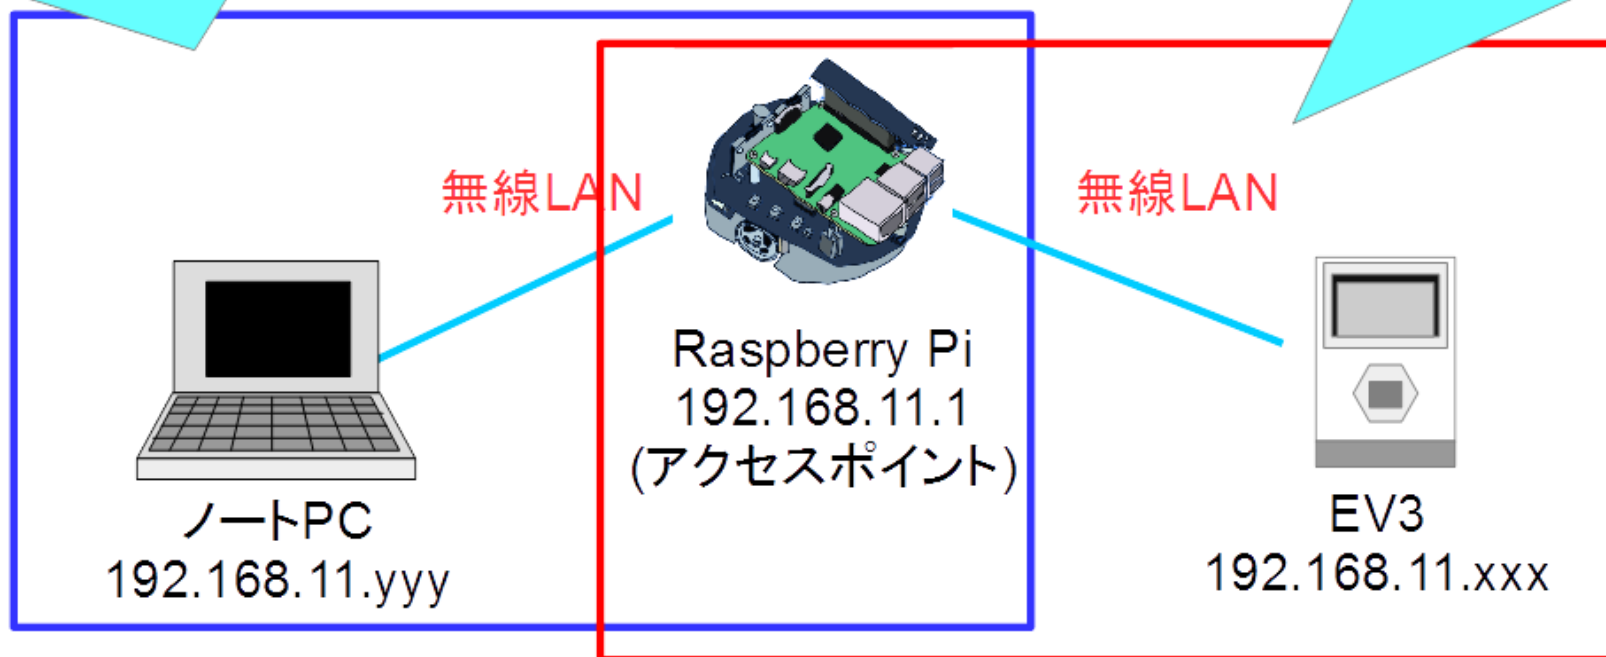 無線LAN
無線LAN
Raspberry Pi
192.168.11.1
(アクセスポイント)
ノートPC
192.168.11.yyy
EV3
192.168.11.xxx